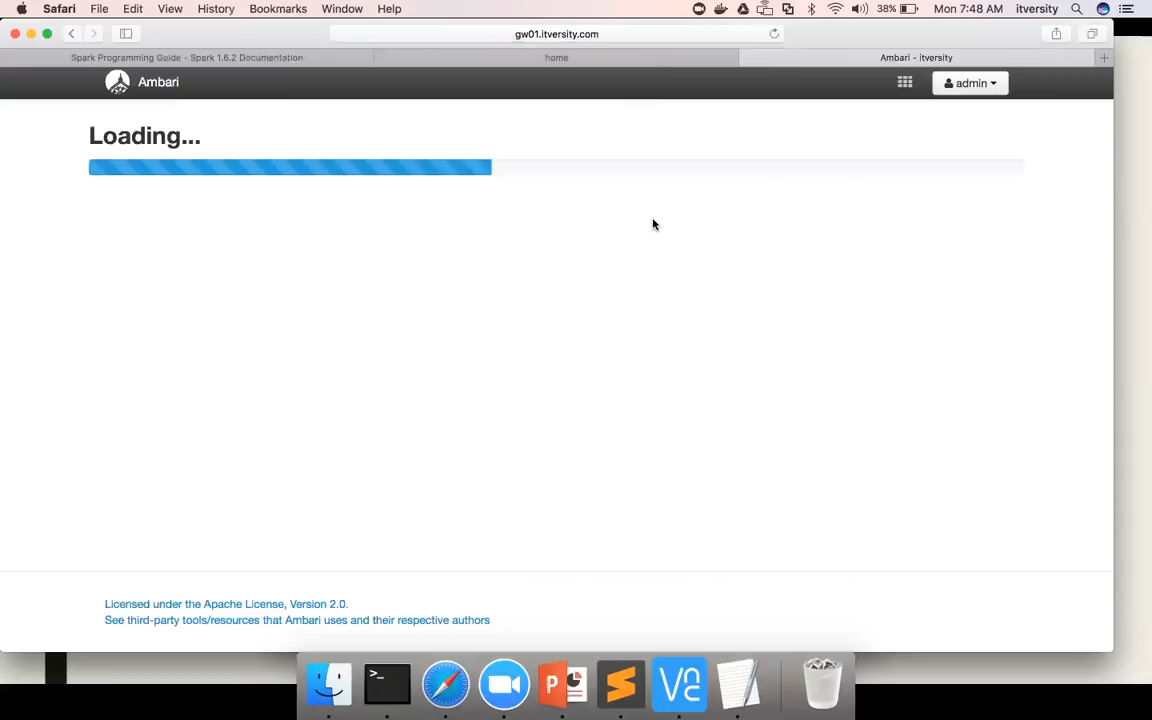 Safari File Edit View History Bookmarks Window Help 38% Mon 7:48 AM itversity
gw01.itversity.com
Spark Programming Guide - Spark 1.6.2 Documentation home Ambari - itversity
Ambari admin
Loading...
Licensed under the Apache License, Version 2.0.
See third-party tools/resources that Ambari uses and their respective authors
>_ P VNC